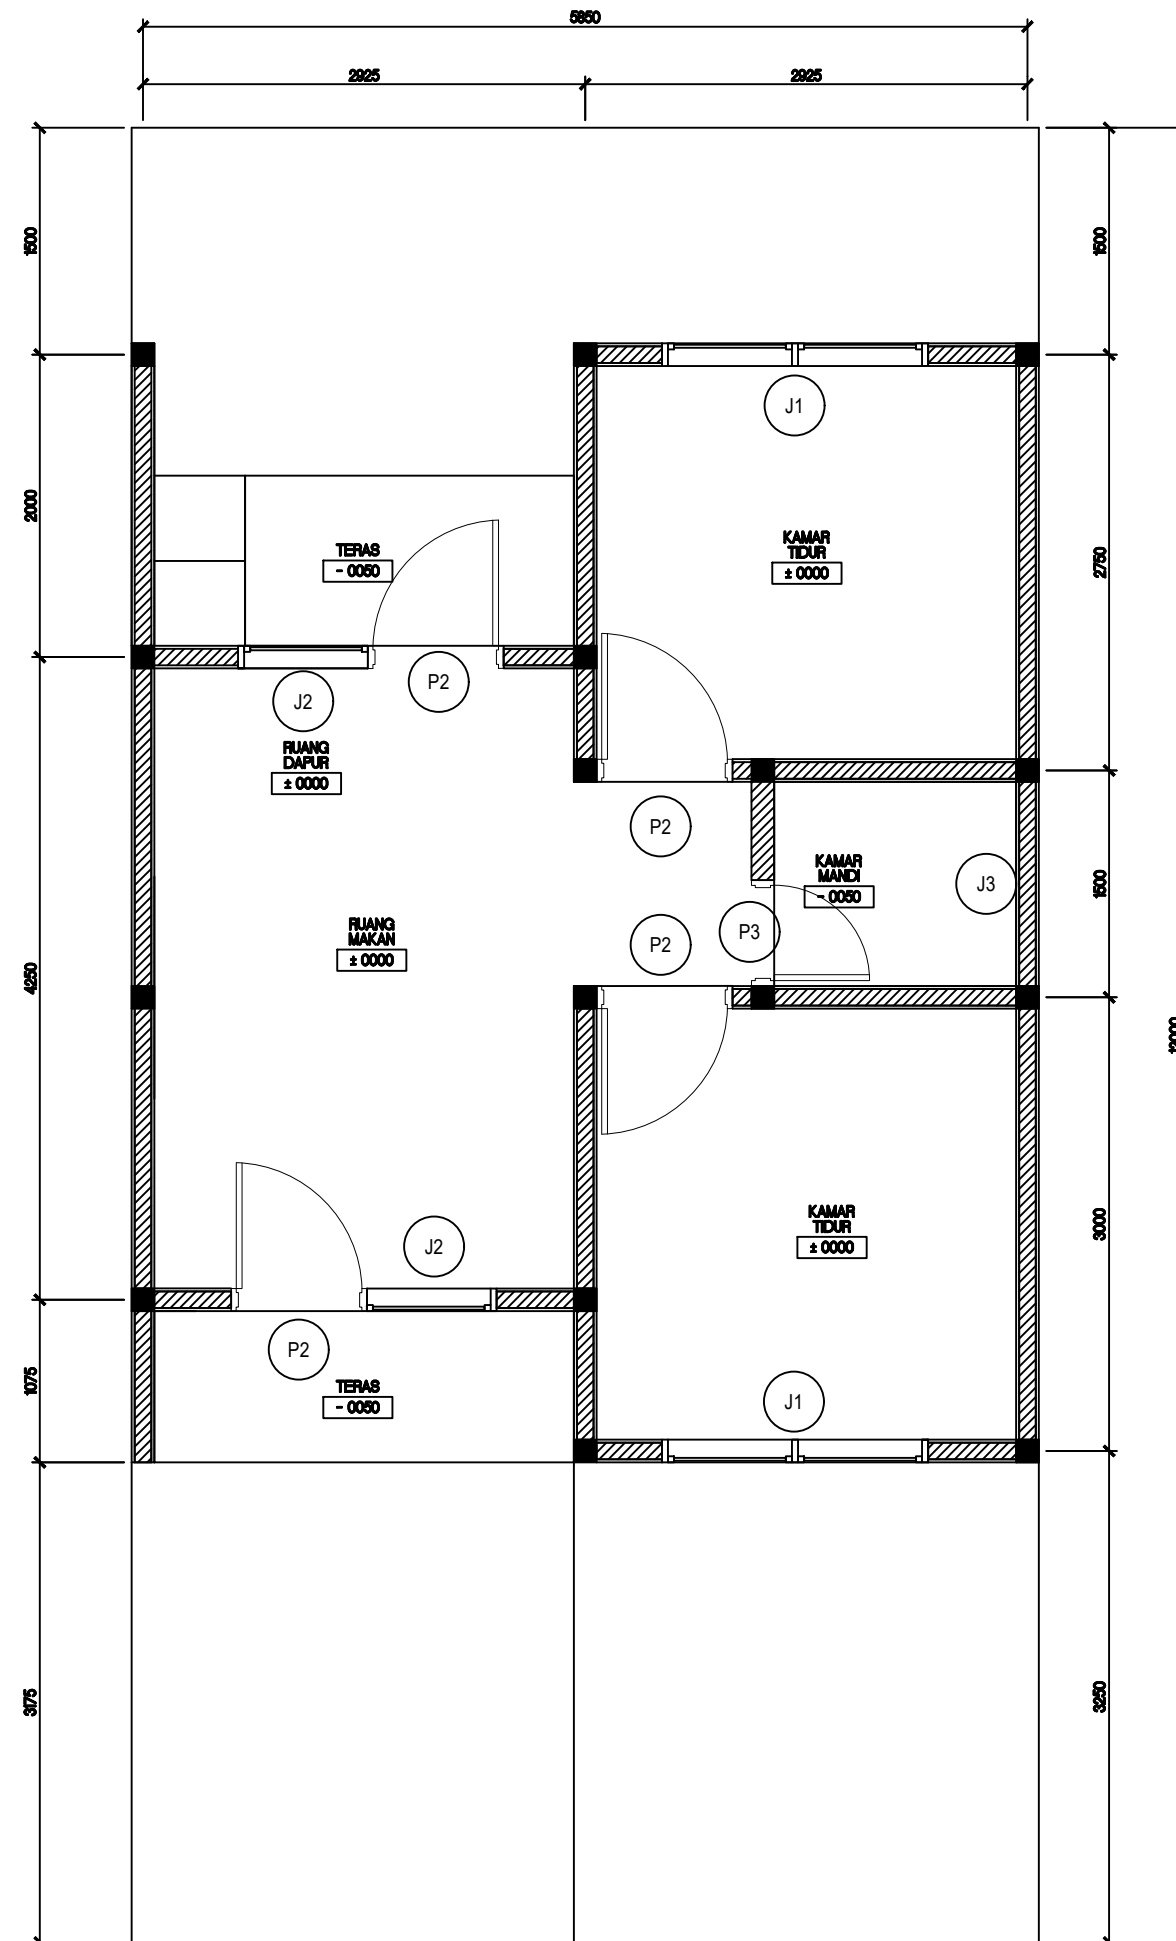 5850
2925
2925
1500
1500
J1
2000
TERAS
- 0050
KAMAR
TIDUR
± 0000
2750
J2
P2
RUANG
DAPUR
± 0000
P2
KAMAR
MANDI
- 0050
J3
1500
RUANG
MAKAN
± 0000
P2
P3
4250
12000
KAMAR
TIDUR
± 0000
3000
J2
P2
TERAS
- 0050
1075
J1
3175
3250